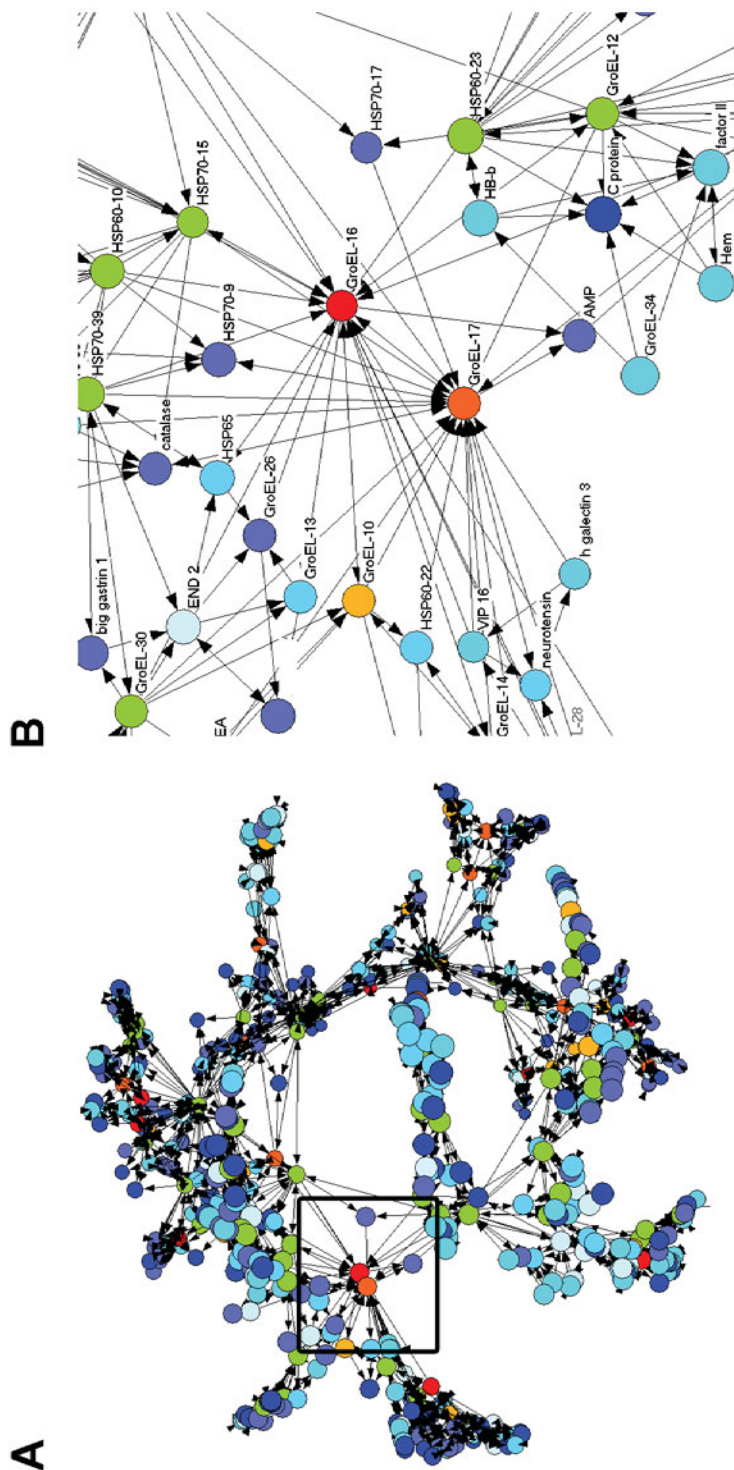 A
B
HSP70-39
big gastrin 1
HSP60-10
GroEL-30
catalase
END 2
HSP70-15
EA
HSP65
HSP70-9
GroEL-26
GroEL-13
GroEL-16
GroEL-10
HSP70-17
HSP60-22
GroEL-17
HSP60-23
VIP 16
HB-b
GroEL-14
neurotensin
L-28
h galectin 3
AMP
C protein
GroEL-12
GroEL-34
factor II
Hem